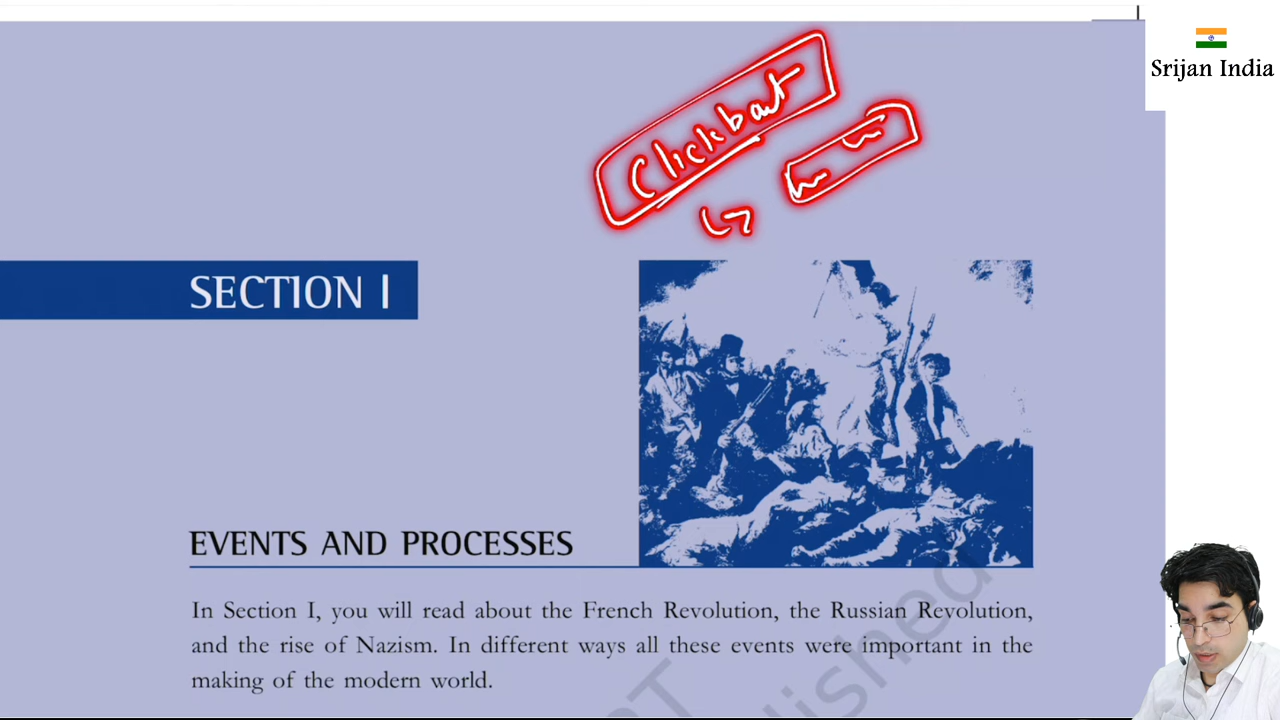 Srijan India
Clickbait
SECTION I
EVENTS AND PROCESSES
In Section I, you will read about the French Revolution, the Russian Revolution,
and the rise of Nazism. In different ways all these events were important in the
making of the modern world.